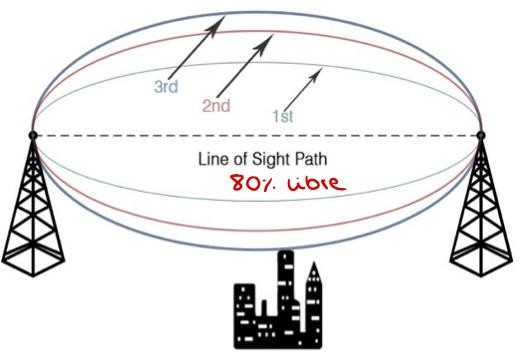 3rd
2nd
1st
Line of Sight Path
80% libre